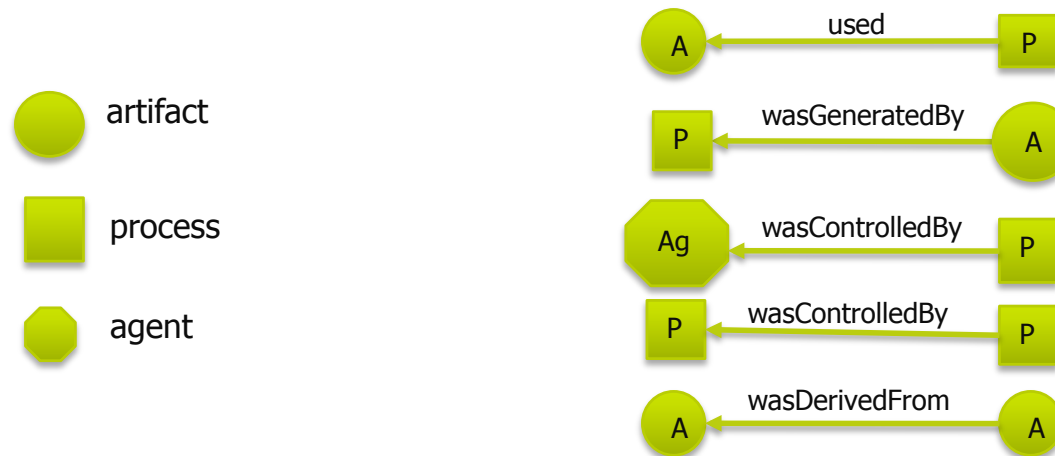 artifact
process
agent
A used P
P wasGeneratedBy A
Ag wasControlledBy P
P wasControlledBy P
A wasDerivedFrom A